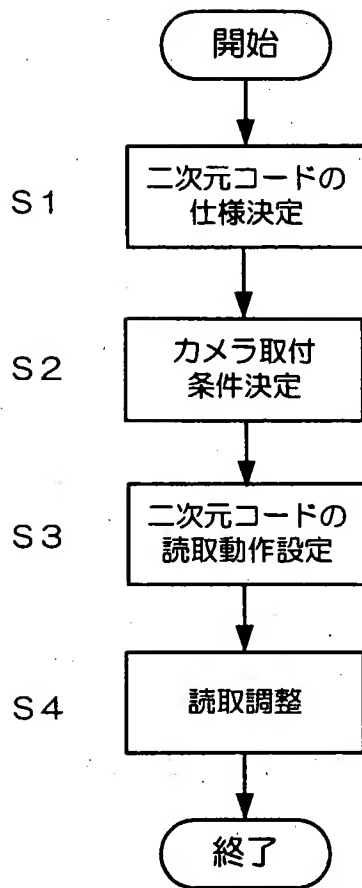 開始
S1
二次元コードの
仕様決定
S2
カメラ取付
条件決定
S3
二次元コードの
読取動作設定
S4
読取調整
終了